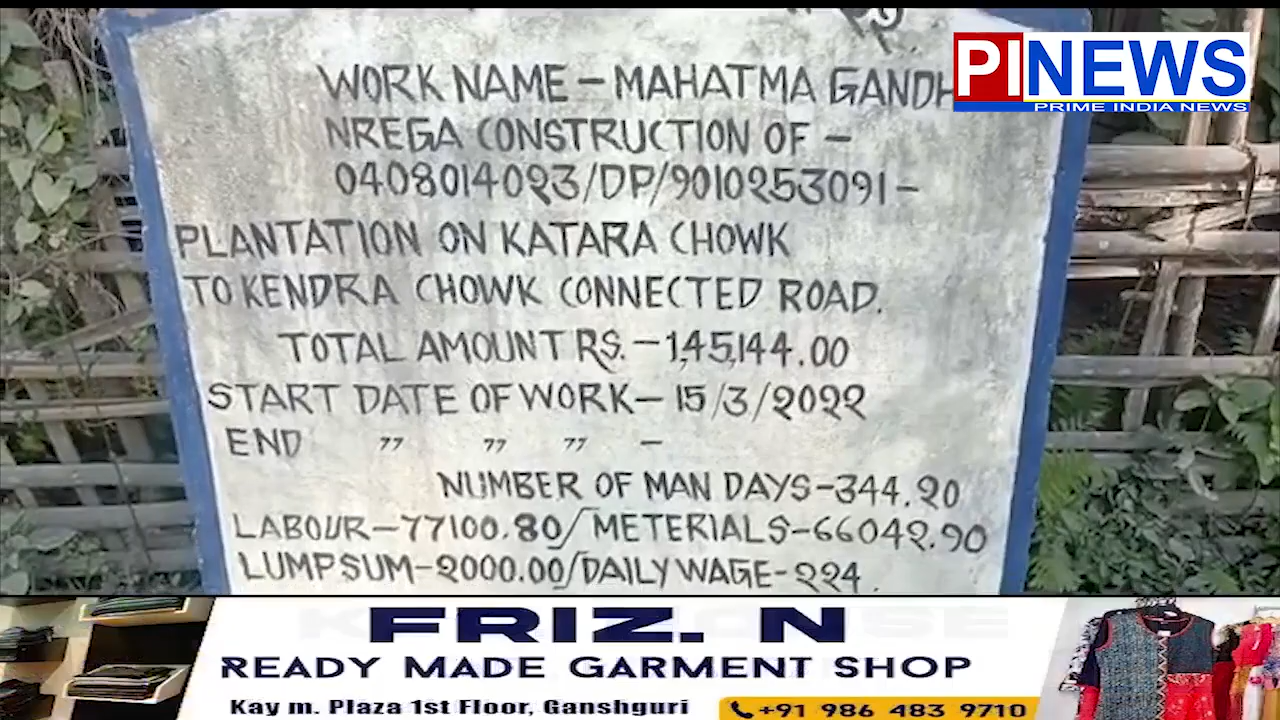 WORK NAME - MAHATMA GANDH
NREGA CONSTRUCTION OF -
0408014023/DP/9010253091-
PLANTATION ON KATARA CHOWK
TO KENDRA CHOWK CONNECTED ROAD.
TOTAL AMOUNT RS. - 1,45,144.00
START DATE OF WORK - 15/3/2022
END " " " -
NUMBER OF MAN DAYS - 344.20
LABOUR - 77100.80/ METERIALS - 66042.90
LUMPSUM - 2000.00/DAILY WAGE - 224.
PINEWS
PRIME INDIA NEWS
FRIZ. N
READY MADE GARMENT SHOP
Kay m. Plaza 1st Floor, Ganshguri
+91 986 483 9710